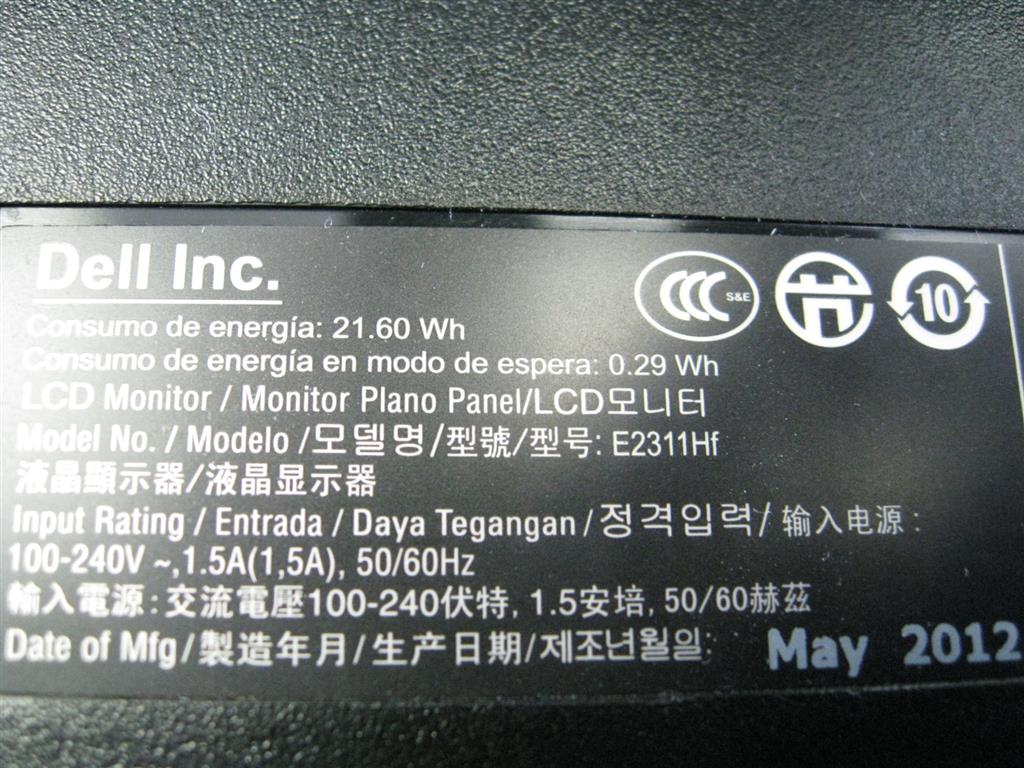 Dell Inc.
S&E
10
Consumo de energía: 21.60 Wh
Consumo de energía en modo de espera: 0.29 Wh
LCD Monitor / Monitor Plano Panel/LCD모니터
Model No. / Modelo /모델명/型號/型号: E2311Hf
液晶顯示器/液晶显示器
Input Rating / Entrada / Daya Tegangan /정격입력/ 输入电源 :
100-240V ~,1.5A(1,5A), 50/60Hz
輸入電源: 交流電壓100-240伏特, 1.5安培, 50/60赫茲
Date of Mfg/製造年月/生产日期/제조년월일: May 2012